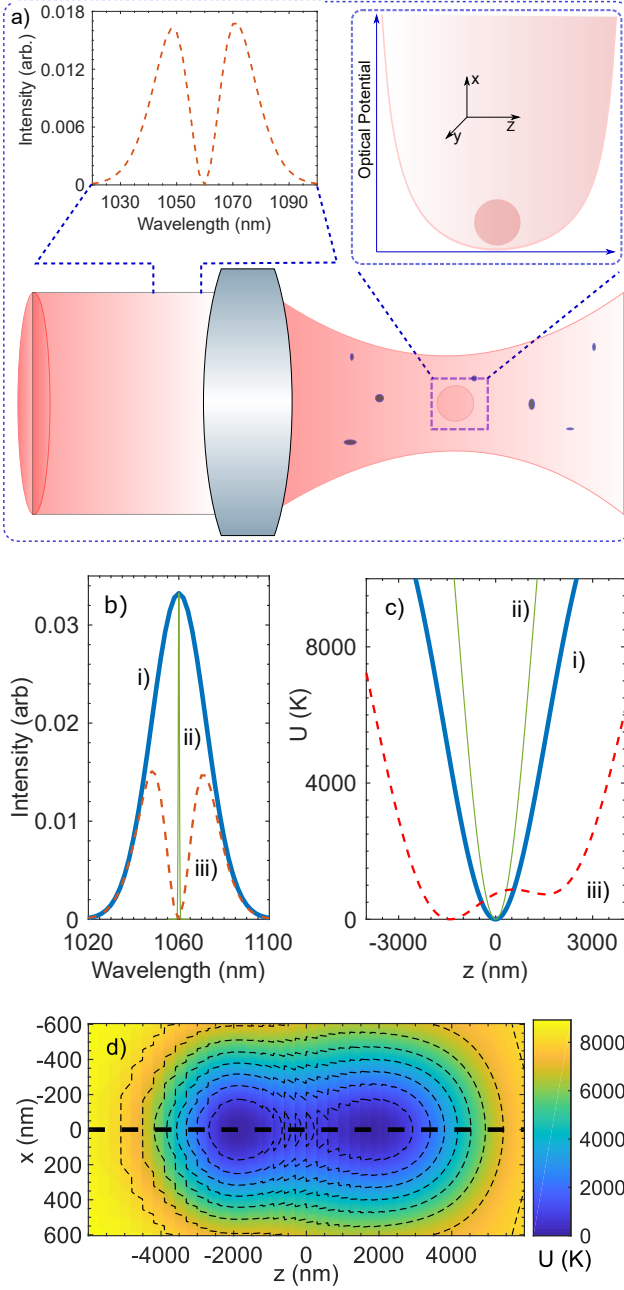 a)
0.018
0.012
0.006
0
Intensity (arb.)
1030 1050 1070 1090
Wavelength (nm)
Optical Potential
x
z
y
b)
0.03
0.02
0.01
0
Intensity (arb)
i)
ii)
iii)
1020 1060 1100
Wavelength (nm)
c)
8000
4000
0
U (K)
ii)
i)
iii)
-3000 0 3000
z (nm)
d)
-600
-400
-200
0
200
400
600
x (nm)
-4000 -2000 0 2000 4000
z (nm)
8000
6000
4000
2000
0
U (K)